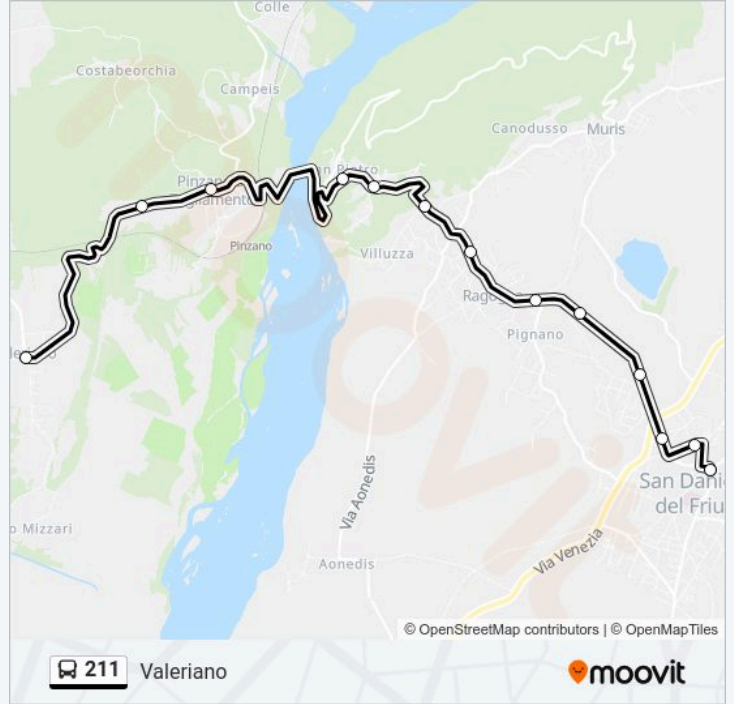 Colle
Costabeorchia
Campeis
Canodusso
Muris
Pinzano
Pinzano
Villuzza
Pignano
San Dani
del Friu
Via Aonedis
Via Venezia
o Mizzari
Aonedis
© OpenStreetMap contributors | © OpenMapTiles
211 Valeriano
moovit